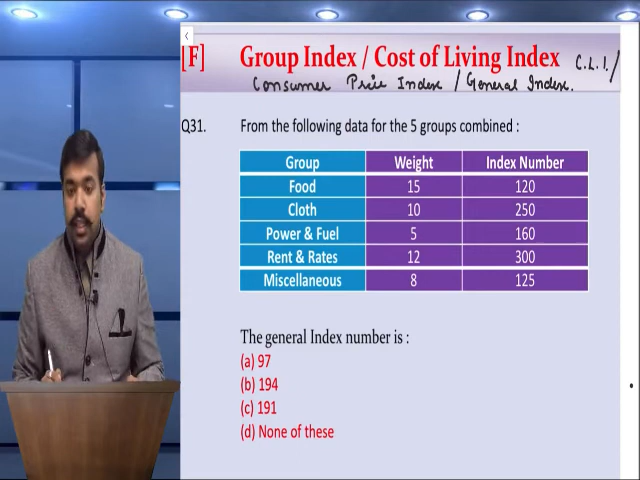 [F] Group Index / Cost of Living Index C.L.I. /
Consumer Price Index / General Index.
Q31. From the following data for the 5 groups combined :
Group Weight Index Number
Food 15 120
Cloth 10 250
Power & Fuel 5 160
Rent & Rates 12 300
Miscellaneous 8 125
The general Index number is :
(a) 97
(b) 194
(c) 191
(d) None of these